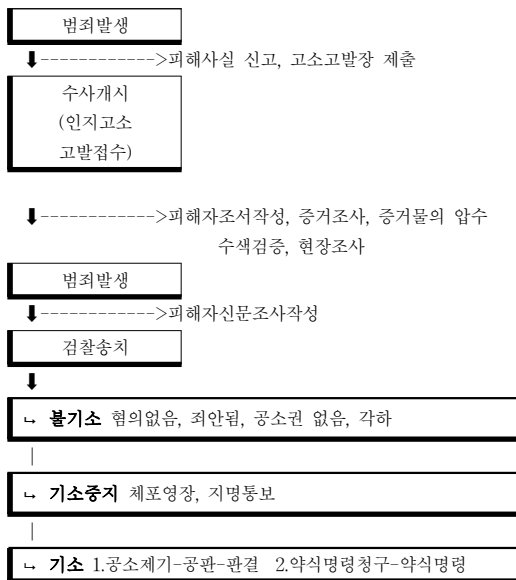 범죄발생
⬇------------>피해사실 신고, 고소고발장 제출
수사개시
(인지고소
고발접수)
⬇------------>피해자조서작성, 증거조사, 증거물의 압수
수색검증, 현장조사
범죄발생
⬇------------>피해자신문조사작성
검찰송치
⬇
↪ 불기소 혐의없음, 죄안됨, 공소권 없음, 각하
|
↪ 기소중지 체포영장, 지명통보
|
↪ 기소 1.공소제기-공판-판결 2.약식명령청구-약식명령